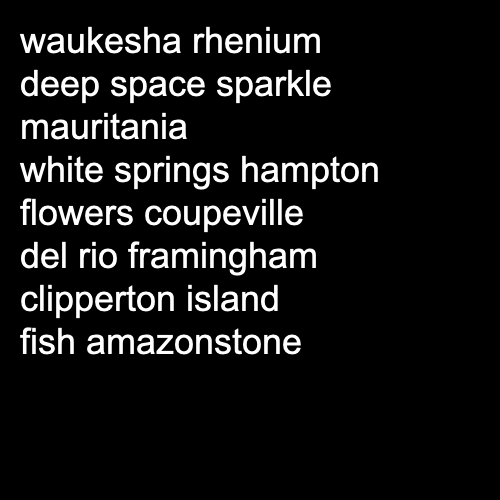 waukesha rhenium
deep space sparkle
mauritania
white springs hampton
flowers coupeville
del rio framingham
clipperton island
fish amazonstone